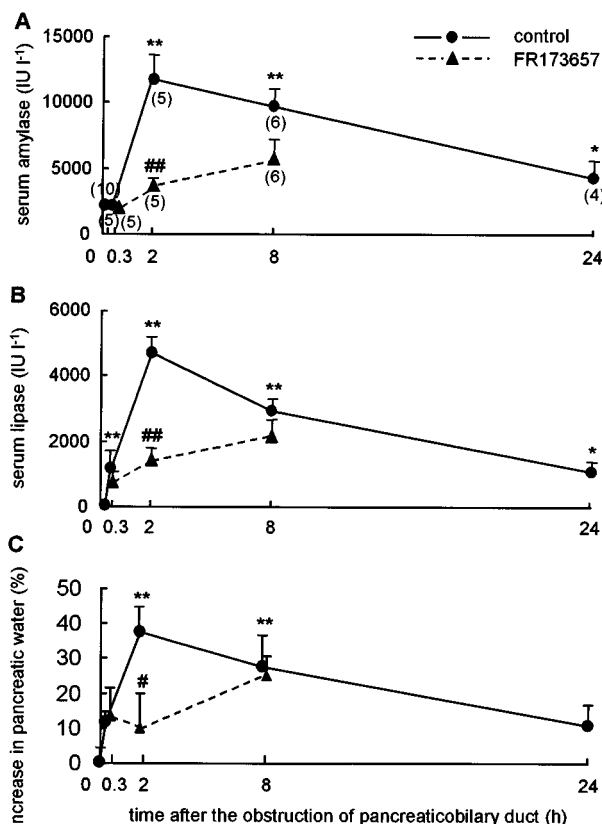 A
control
FR173657
serum amylase (IU l-1)
15000
10000
5000
0
**
(5)
**
(6)
*
(4)
##
(5)
(6)
(10)
(5)
(5)
0 0.3 2 8 24
B
serum lipase (IU l-1)
6000
4000
2000
0
**
**
**
*
##
0 0.3 2 8 24
C
ncrease in pancreatic water (%)
50
40
30
20
10
0
**
**
#
0 0.3 2 8 24
time after the obstruction of pancreaticobilary duct (h)